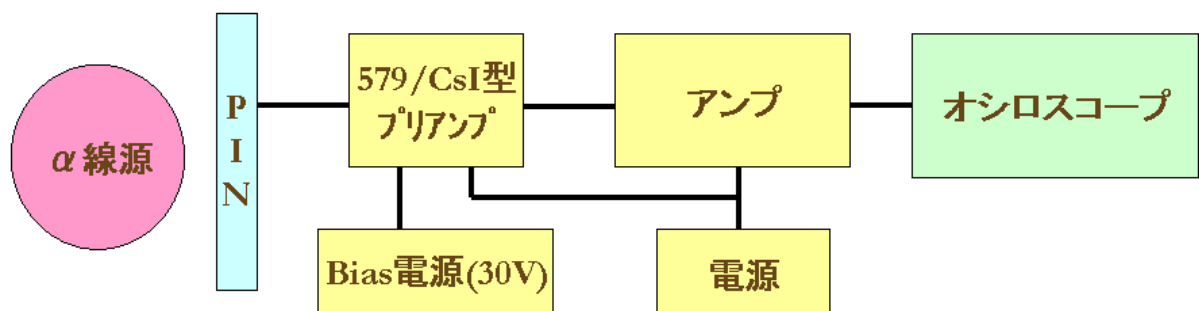 α線源
PIN
579/CsI型
プリアンプ
アンプ
オシロスコープ
Bias電源(30V)
電源